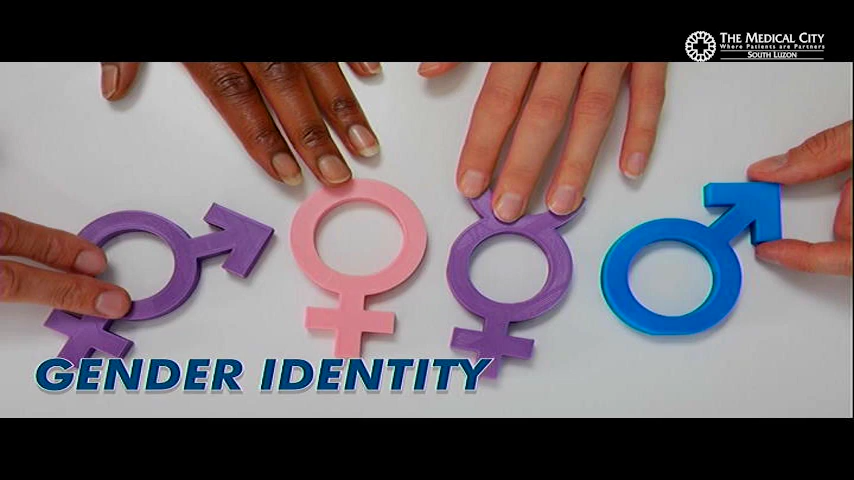 THE MEDICAL CITY
Where Patients are Partners
SOUTH LUZON
GENDER IDENTITY